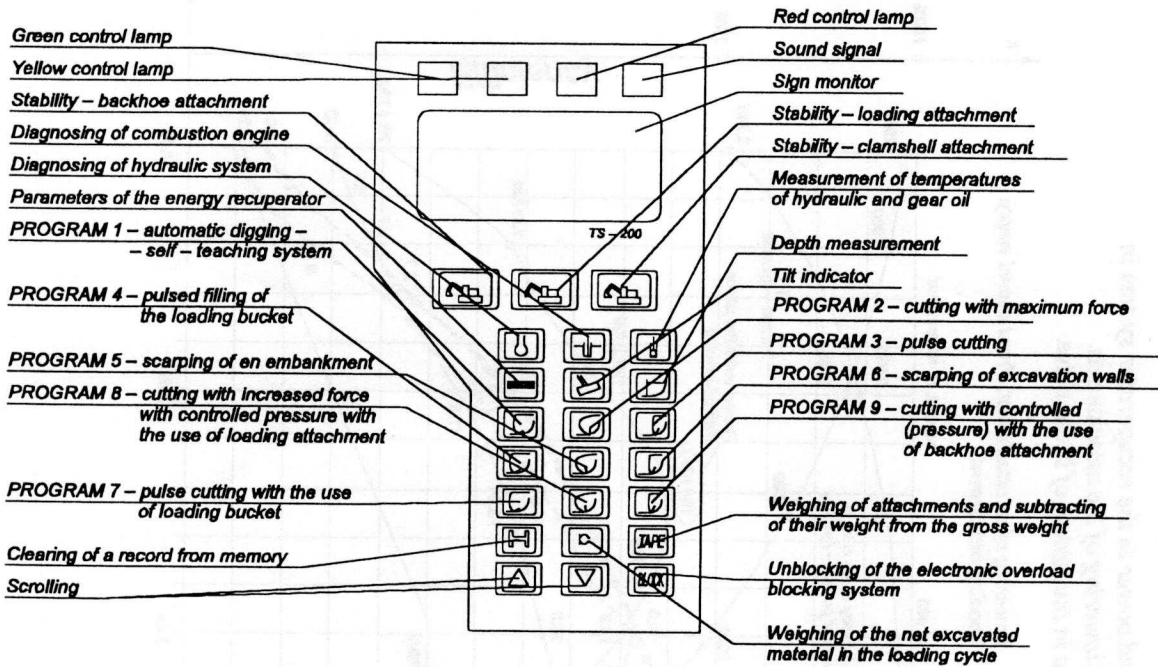 Green control lamp
Yellow control lamp
Stability – backhoe attachment
Diagnosing of combustion engine
Diagnosing of hydraulic system
Parameters of the energy recuperator
PROGRAM 1 – automatic digging –
– self – teaching system
PROGRAM 4 – pulsed filling of
the loading bucket
PROGRAM 5 – scarping of en embankment
PROGRAM 8 – cutting with increased force
with controlled pressure with
the use of loading attachment
PROGRAM 7 – pulse cutting with the use
of loading bucket
Clearing of a record from memory
Scrolling
TS – 200
TAPE
Red control lamp
Sound signal
Sign monitor
Stability – loading attachment
Stability – clamshell attachment
Measurement of temperatures
of hydraulic and gear oil
Depth measurement
Tilt indicator
PROGRAM 2 – cutting with maximum force
PROGRAM 3 – pulse cutting
PROGRAM 6 – scarping of excavation walls
PROGRAM 9 – cutting with controlled
(pressure) with the use
of backhoe attachment
Weighing of attachments and subtracting
of their weight from the gross weight
Unblocking of the electronic overload
blocking system
Weighing of the net excavated
material in the loading cycle